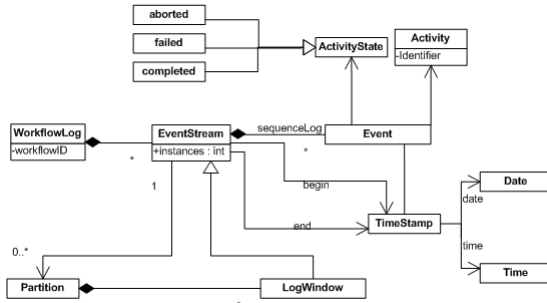 aborted
failed
completed
ActivityState
Activity
-Identifier
WorkflowLog
-workflowID
EventStream
+instances : int
sequenceLog
Event
*
*
1
begin
end
TimeStamp
Date
date
time
Time
0..*
Partition
LogWindow